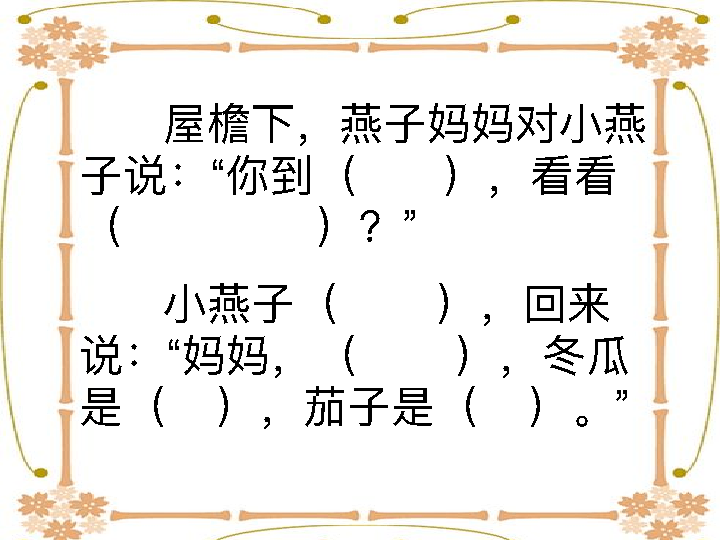 屋檐下，燕子妈妈对小燕
子说：“你到（　　），看看
（　　　　）？”
小燕子（　　），回来
说：“妈妈，（　　），冬瓜
是（　），茄子是（　）。”